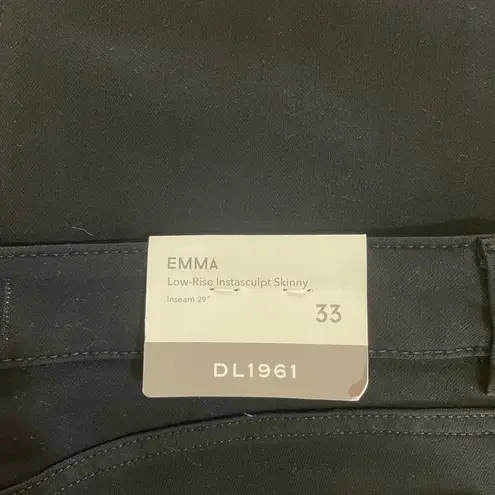 EMMA
Low-Rise Instasculpt Skinny
Inseam 29"
33
DL1961